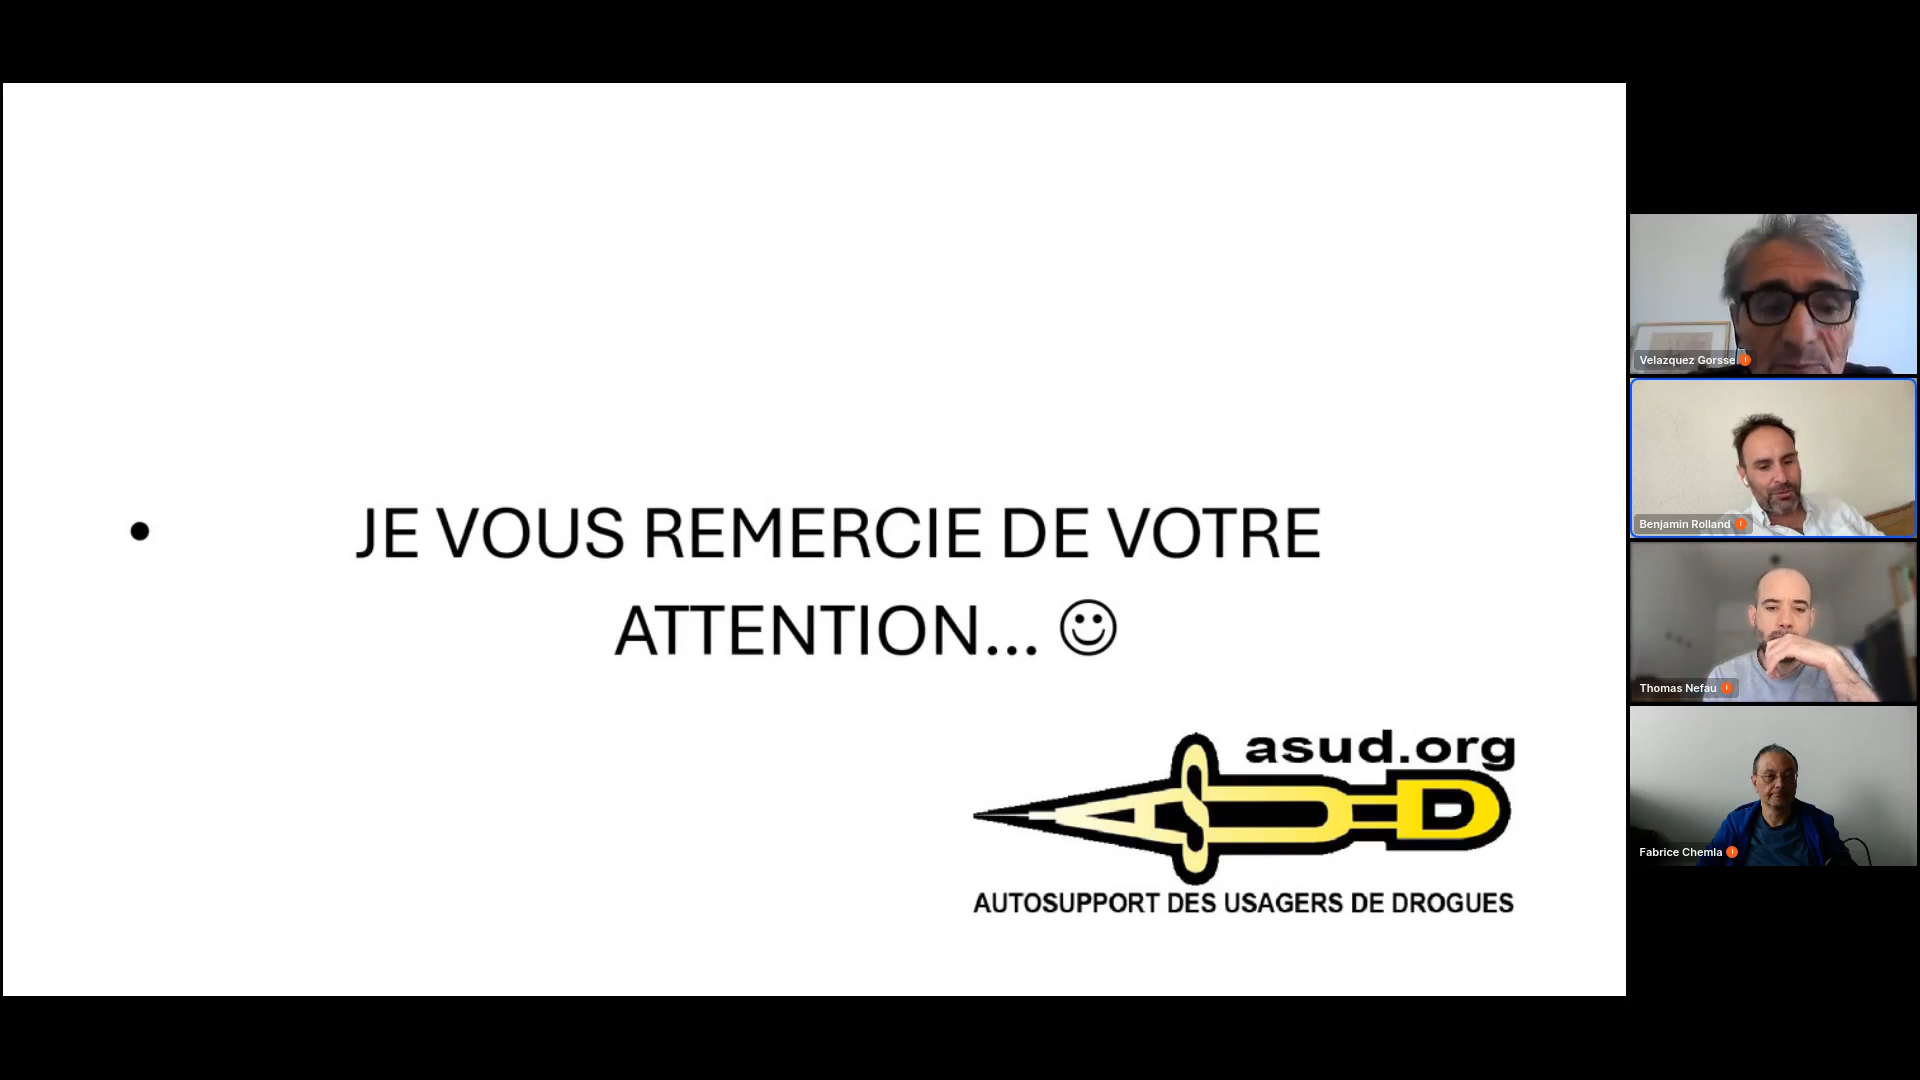 • JE VOUS REMERCIE DE VOTRE
ATTENTION... ☺
asud.org
ASUD
AUTOSUPPORT DES USAGERS DE DROGUES
Velazquez Gorsse
Benjamin Rolland
Thomas Nefau
Fabrice Chemla